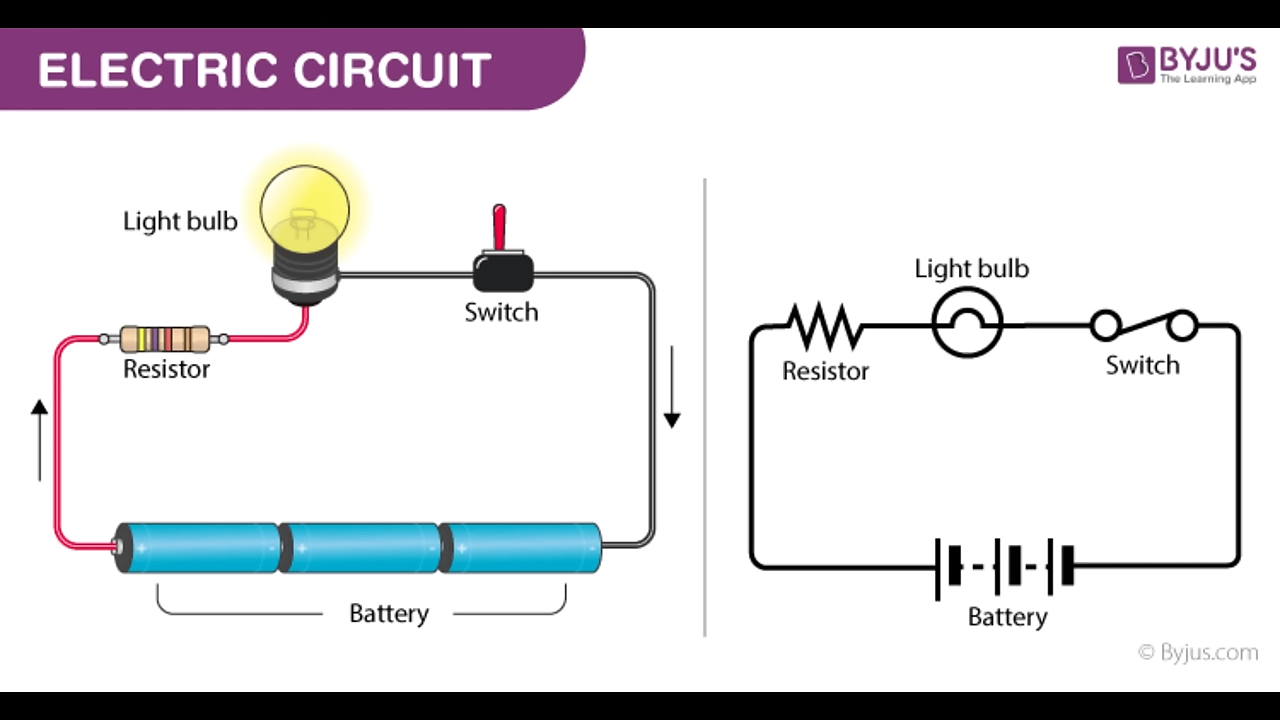 ELECTRIC CIRCUIT
BYJU'S
The Learning App
Light bulb
Switch
Resistor
Battery
Light bulb
Resistor
Switch
Battery
© Byjus.com